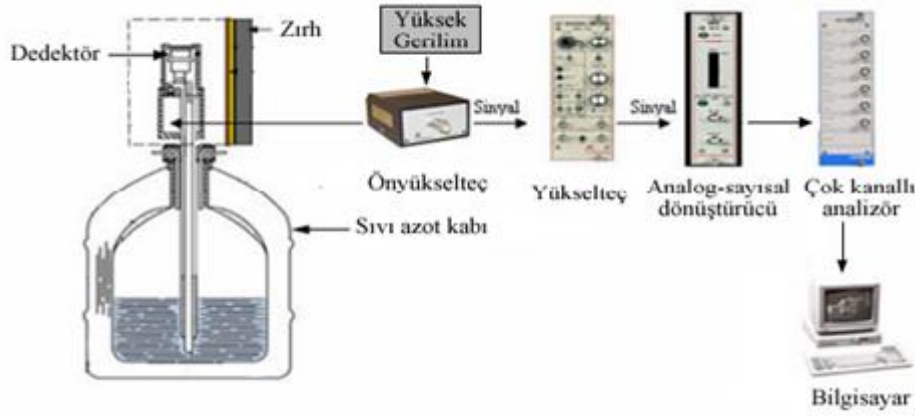 Yüksek
Gerilim
Zırh
Dedektör
Sinyal
Sinyal
Önyükselteç
Yükselteç
Analog-sayısal
dönüştürücü
Çok kanallı
analizör
Sıvı azot kabı
Bilgisayar